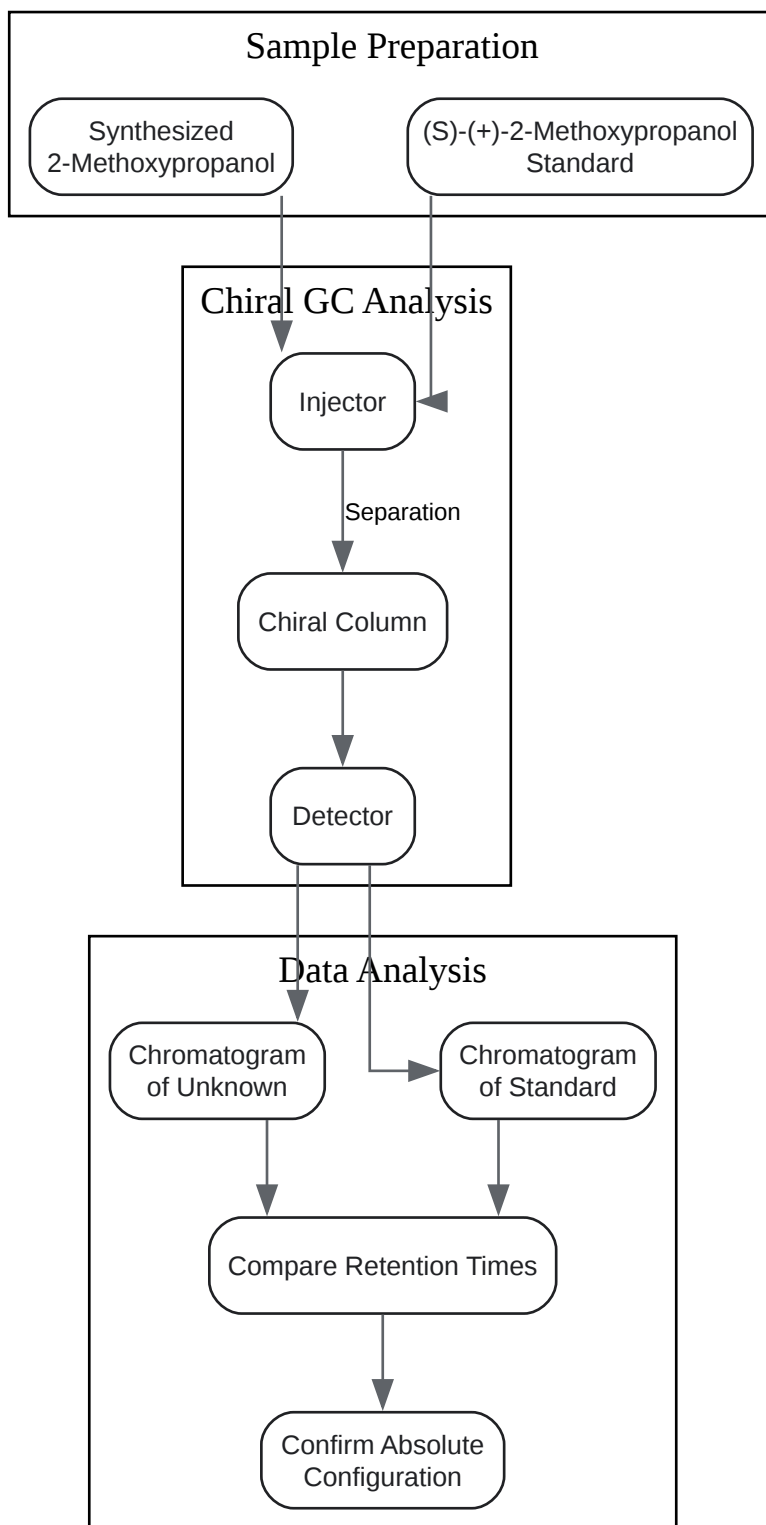 Sample Preparation
Synthesized
2-Methoxypropanol
(S)-(+)-2-Methoxypropanol
Standard
Chiral GC Analysis
Injector
Separation
Chiral Column
Detector
Data Analysis
Chromatogram
of Unknown
Chromatogram
of Standard
Compare Retention Times
Confirm Absolute
Configuration